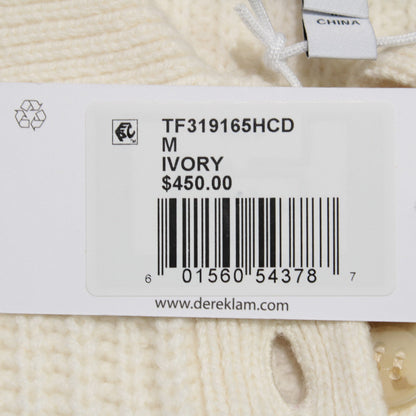 CHINA
TF319165HCD
M
IVORY
$450.00
6 01560 54378 7
www.dereklam.com